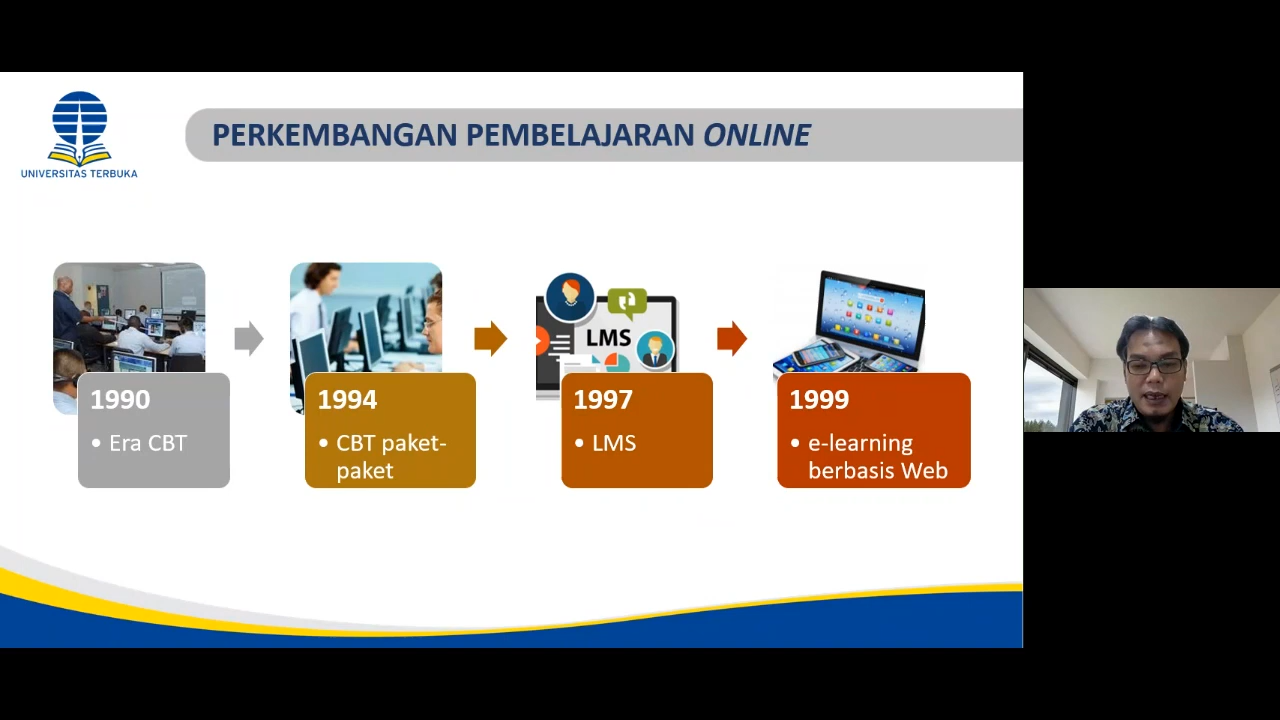 PERKEMBANGAN PEMBELAJARAN ONLINE
UNIVERSITAS TERBUKA
LMS
1990
• Era CBT
1994
• CBT paket-
paket
1997
• LMS
1999
• e-learning
berbasis Web